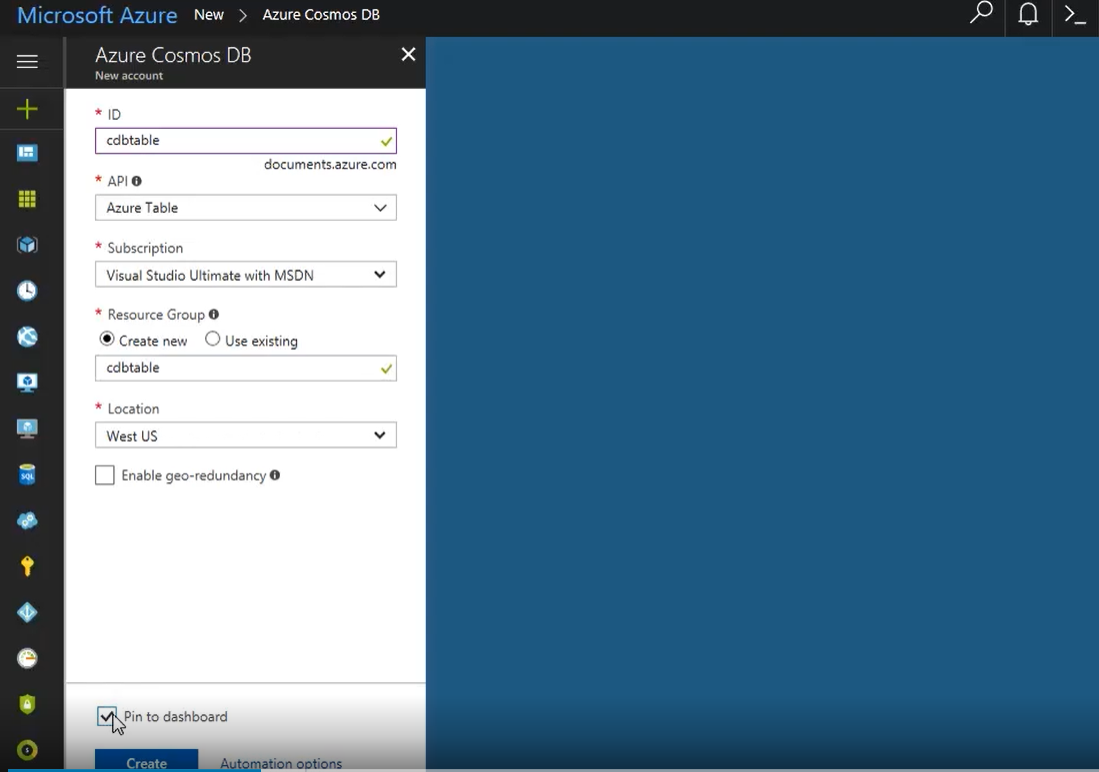 Microsoft Azure New > Azure Cosmos DB
Azure Cosmos DB
New account
* ID
cdbtable
documents.azure.com
* API
Azure Table
* Subscription
Visual Studio Ultimate with MSDN
* Resource Group
Create new Use existing
cdbtable
* Location
West US
Enable geo-redundancy
SQL
Pin to dashboard
Create Automation options